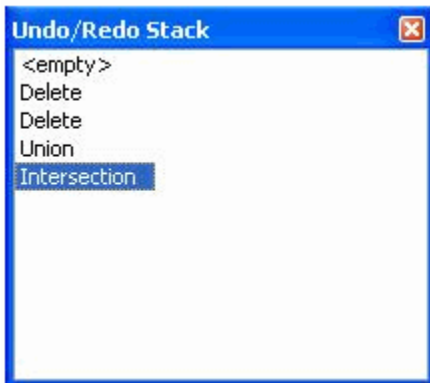 Undo/Redo Stack
<empty>
Delete
Delete
Union
Intersection